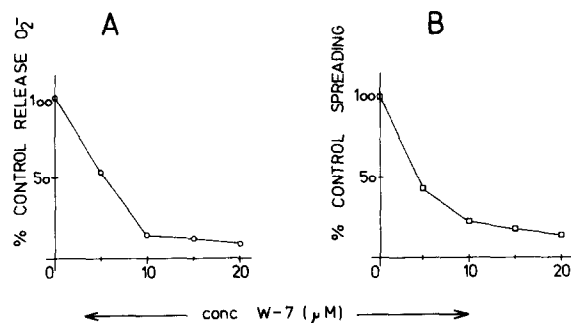 A B
% CONTROL RELEASE O₂⁻
100
50
0 10 20
% CONTROL SPREADING
100
50
0 10 20
conc W-7 (μM)